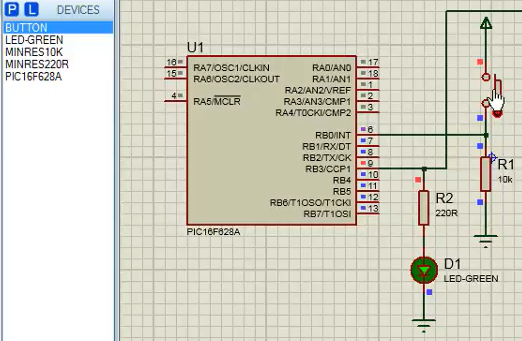 P L DEVICES
BUTTON
LED-GREEN
MINRES10K
MINRES220R
PIC16F628A
U1
16 RA7/OSC1/CLKIN RA0/AN0 17
15 RA6/OSC2/CLKOUT RA1/AN1 18
RA2/AN2/VREF 1
4 RA5/MCLR RA3/AN3/CMP1 2
RA4/T0CKI/CMP2 3
RB0/INT 6
RB1/RX/DT 7
RB2/TX/CK 8
RB3/CCP1 9
RB4 10
RB5 11
RB6/T1OSO/T1CKI 12
RB7/T1OSI 13
PIC16F628A
R1
10k
R2
220R
D1
LED-GREEN